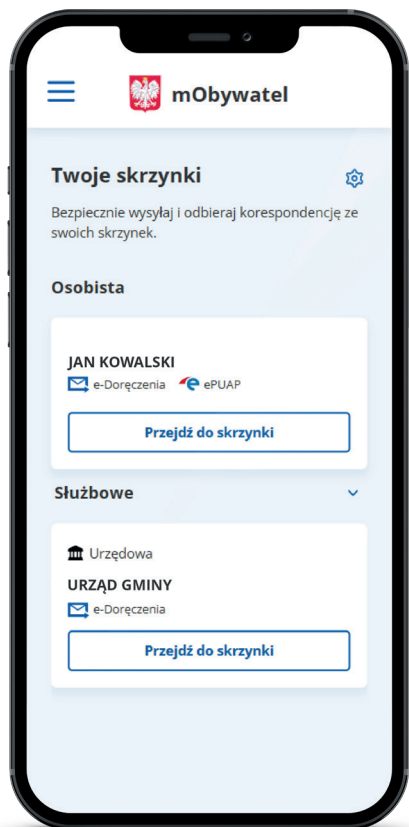 mObywatel
Twoje skrzynki
Bezpiecznie wysyłaj i odbieraj korespondencję ze
swoich skrzynek.
Osobista
JAN KOWALSKI
e-Doręczenia ePUAP
Przejdź do skrzynki
Służbowe
Urzędowa
URZĄD GMINY
e-Doręczenia
Przejdź do skrzynki